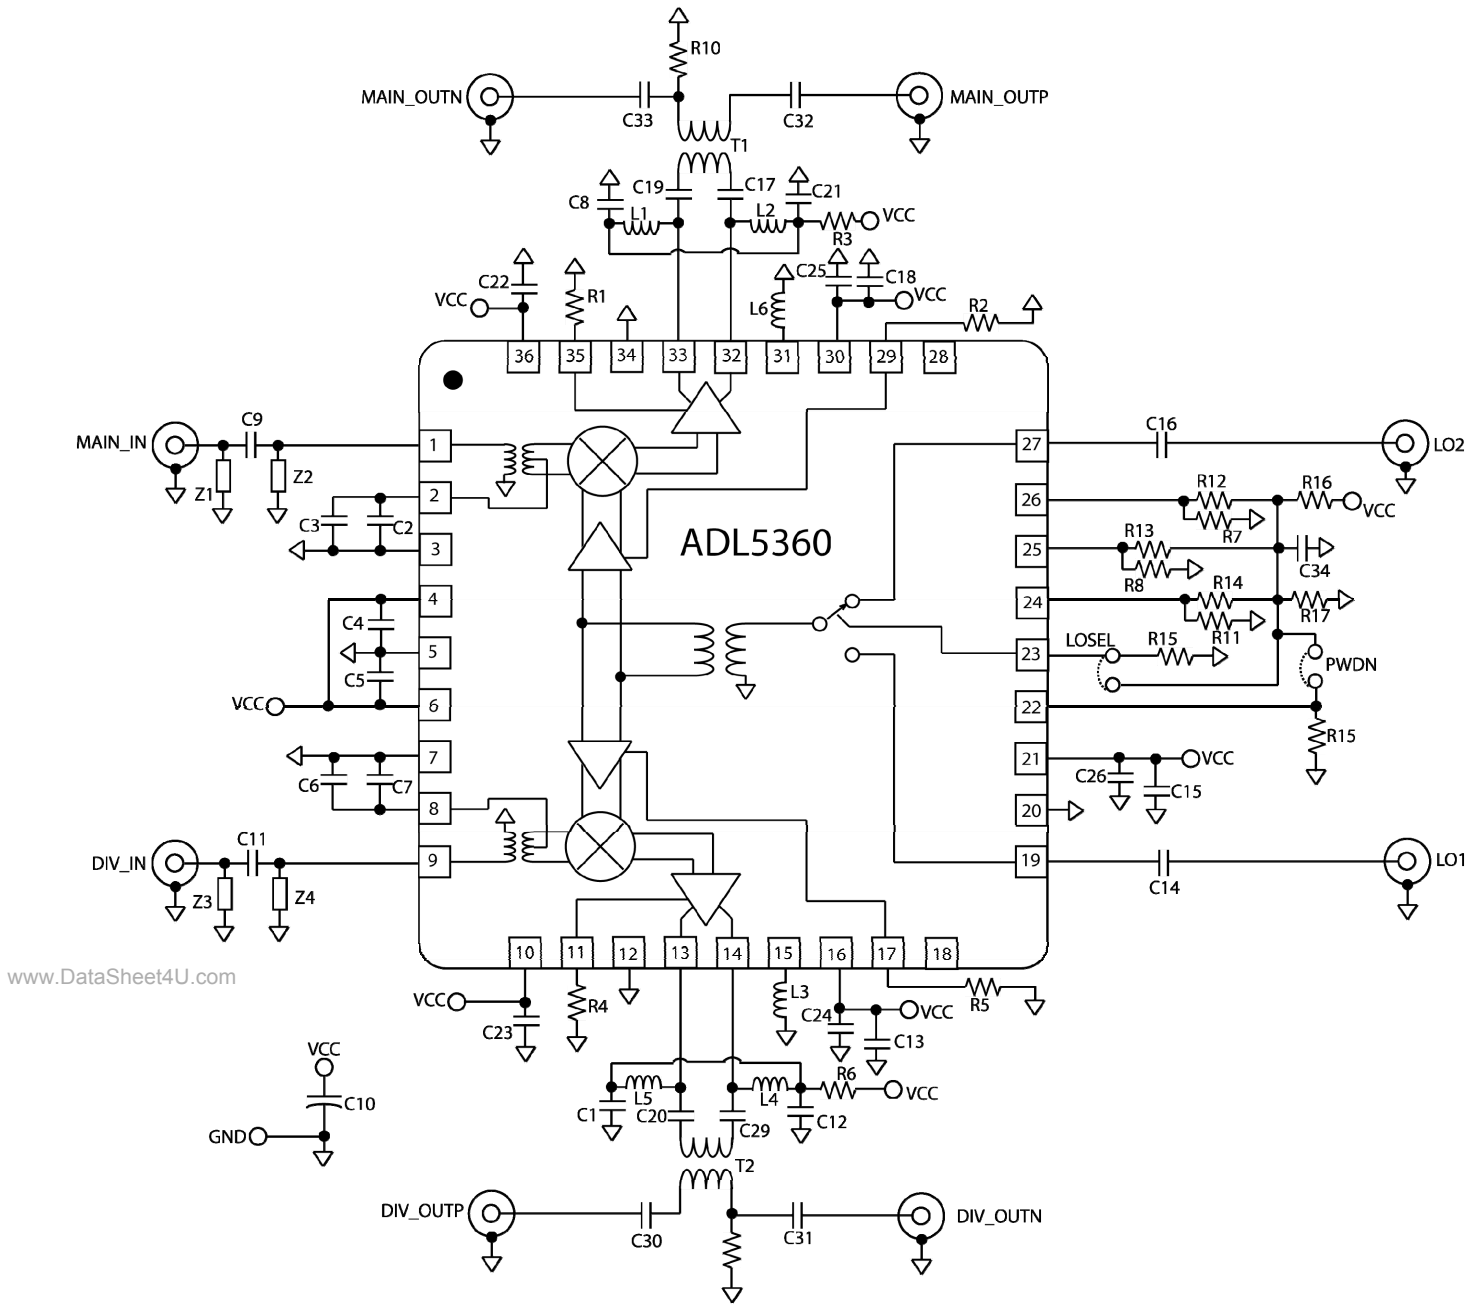 R10
MAIN_OUTN
MAIN_OUTP
C33
C32
T1
C19
C17
C8
C21
L1
L2
VCC
R3
C22
R1
C25
C18
VCC
VCC
L6
R2
36
35
34
33
32
31
30
29
28
MAIN_IN
C9
1
27
C16
LO2
Z1
Z2
2
26
R12
R16
VCC
C3
C2
R7
ADL5360
3
25
R13
R8
C34
4
24
R14
R17
C4
R11
5
23
LOSEL
R15
PWDN
C5
VCC
6
22
R15
7
21
VCC
C6
C7
C26
C15
8
20
DIV_IN
C11
9
19
LO1
C14
Z3
Z4
10
11
12
13
14
15
16
17
18
www.DataSheet4U.com
VCC
C23
R4
L3
C24
VCC
C13
R5
VCC
C10
GND
R6
VCC
C1
L5
C20
L4
C29
C12
T2
DIV_OUTP
DIV_OUTN
C30
C31